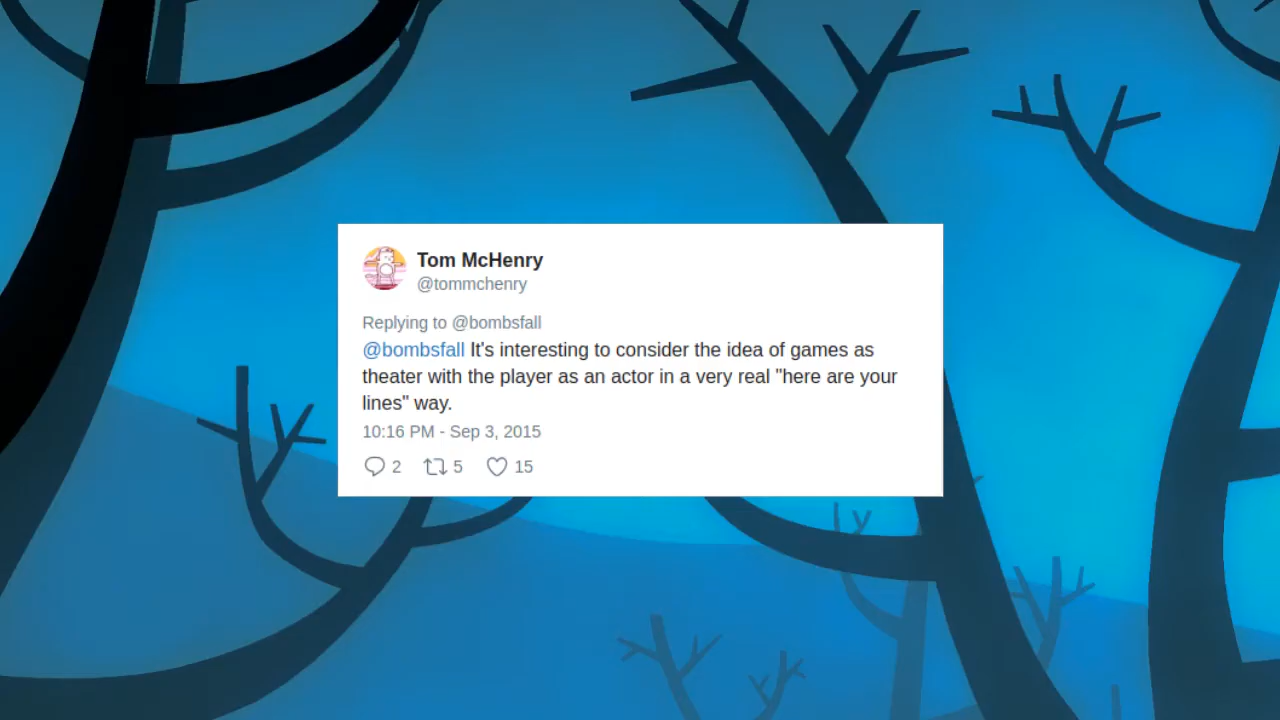 Tom McHenry
@tommchenry
Replying to @bombsfall
@bombsfall It's interesting to consider the idea of games as
theater with the player as an actor in a very real "here are your
lines" way.
10:16 PM - Sep 3, 2015
2 5 15